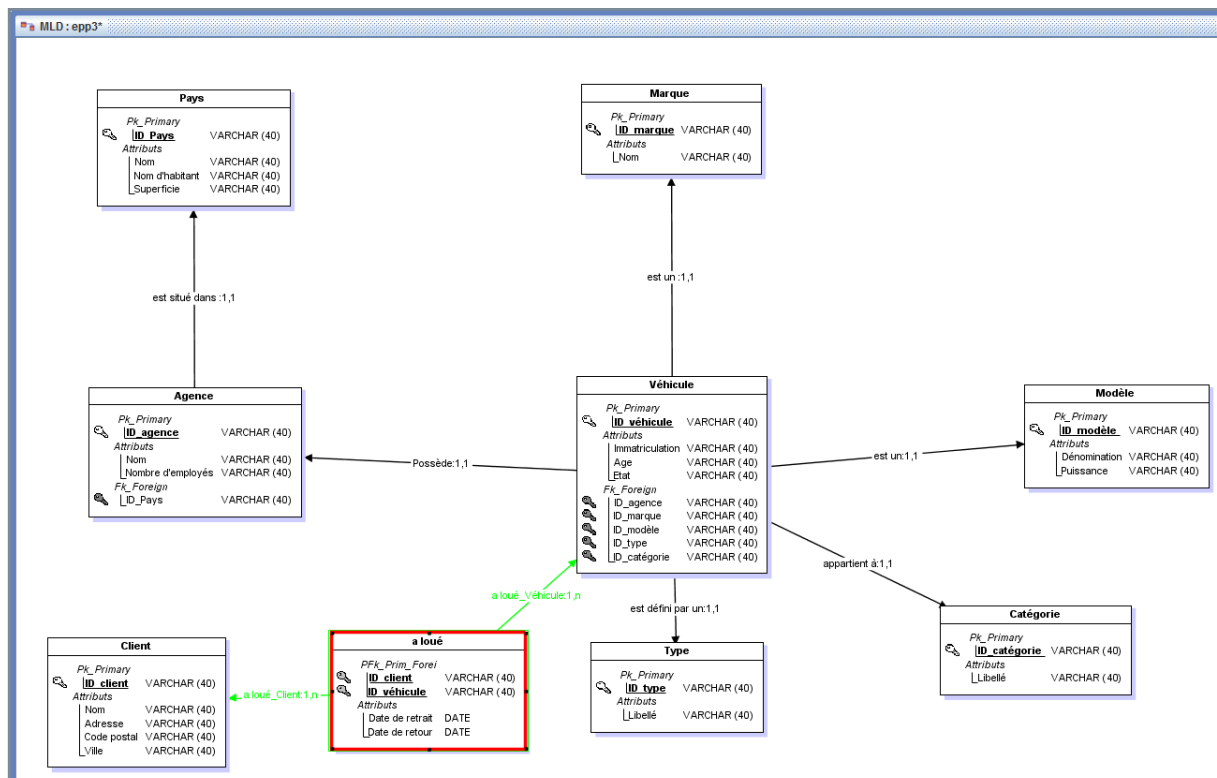 MLD : epp3*
Pays
Pk_Primary
ID_Pays VARCHAR (40)
Attributs
Nom VARCHAR (40)
Nom d'habitant VARCHAR (40)
Superficie VARCHAR (40)
Marque
Pk_Primary
ID_marque VARCHAR (40)
Attributs
Nom VARCHAR (40)
est situé dans :1,1
est un :1,1
Agence
Pk_Primary
ID_agence VARCHAR (40)
Attributs
Nom VARCHAR (40)
Nombre d'employés VARCHAR (40)
Fk_Foreign
ID_Pays VARCHAR (40)
Possède:1,1
Véhicule
Pk_Primary
ID_véhicule VARCHAR (40)
Attributs
Immatriculation VARCHAR (40)
Age VARCHAR (40)
Etat VARCHAR (40)
Fk_Foreign
ID_agence VARCHAR (40)
ID_marque VARCHAR (40)
ID_modèle VARCHAR (40)
ID_type VARCHAR (40)
ID_catégorie VARCHAR (40)
est un:1,1
Modèle
Pk_Primary
ID_modèle VARCHAR (40)
Attributs
Dénomination VARCHAR (40)
Puissance VARCHAR (40)
appartient à:1,1
a loué_Véhicule:1,n
est défini par un:1,1
Client
Pk_Primary
ID_client VARCHAR (40)
Attributs
Nom VARCHAR (40)
Adresse VARCHAR (40)
Code postal VARCHAR (40)
Ville VARCHAR (40)
a loué_Client:1,n
a loué
PFk_Prim_Forei
ID_client VARCHAR (40)
ID_véhicule VARCHAR (40)
Attributs
Date de retrait DATE
Date de retour DATE
Type
Pk_Primary
ID_type VARCHAR (40)
Attributs
Libellé VARCHAR (40)
Catégorie
Pk_Primary
ID_catégorie VARCHAR (40)
Attributs
Libellé VARCHAR (40)